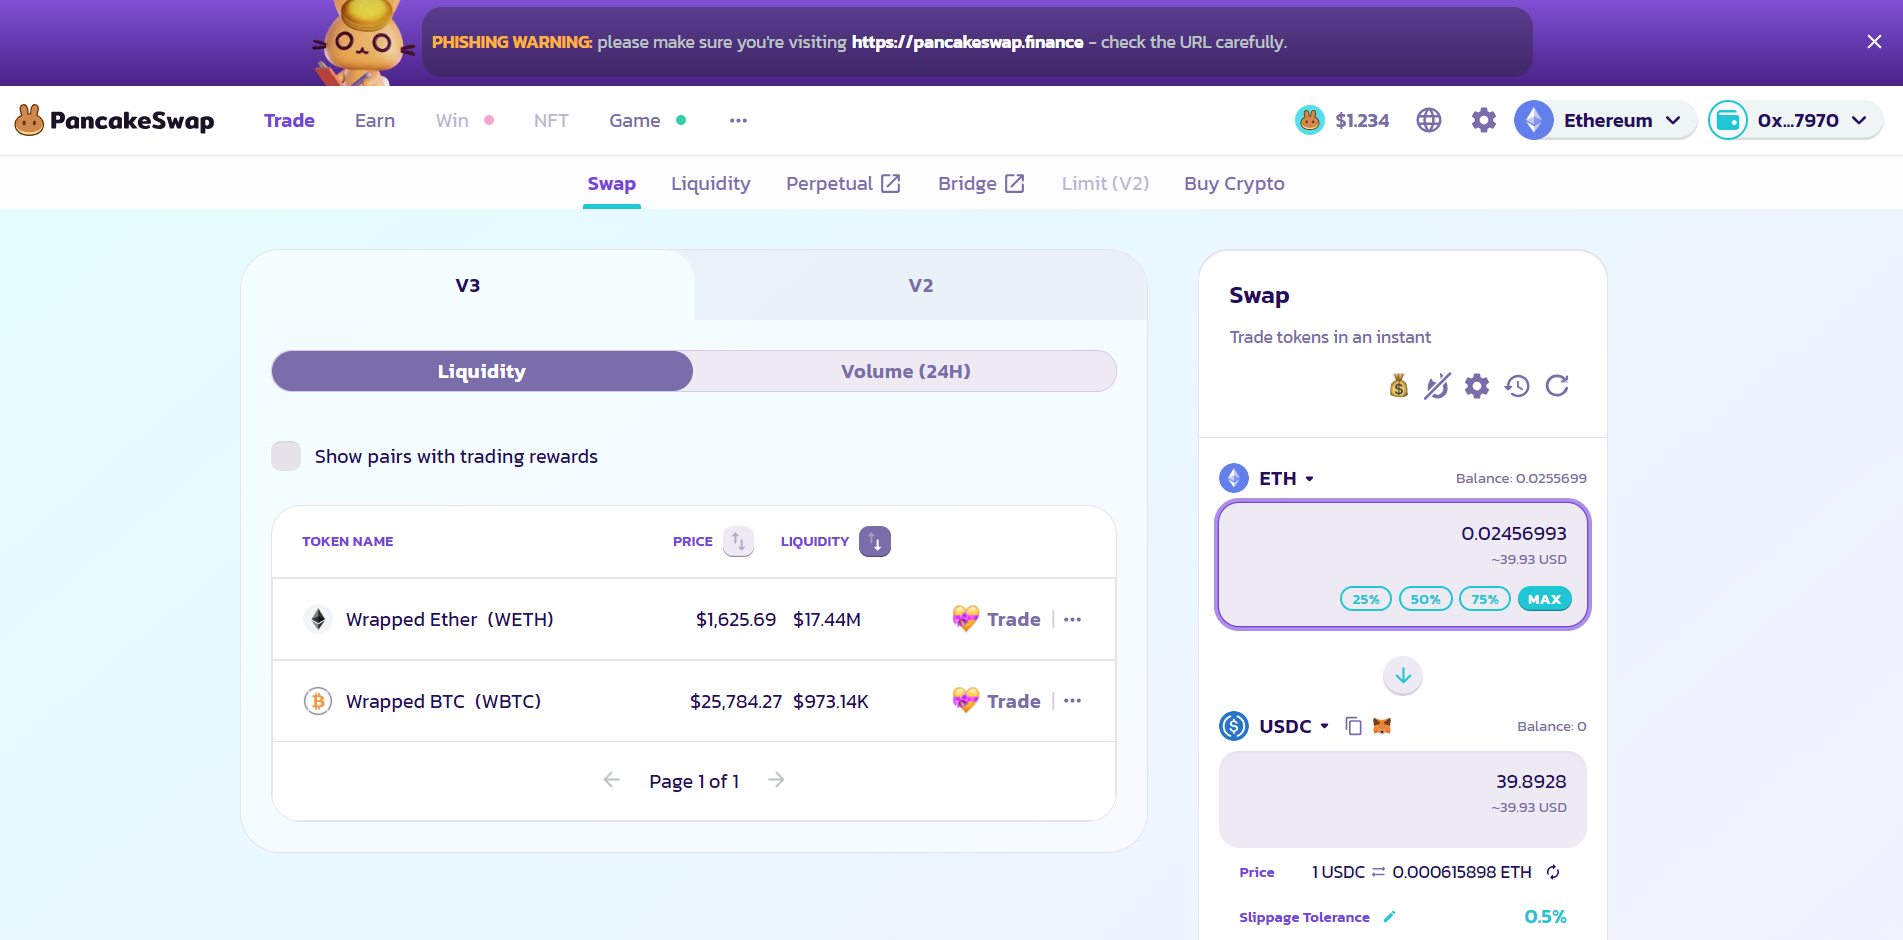 PHISHING WARNING: please make sure you're visiting https://pancakeswap.finance - check the URL carefully.
PancakeSwap Trade Earn Win NFT Game $1.234 Ethereum 0x...7970
Swap Liquidity Perpetual Bridge Limit (V2) Buy Crypto
V3 V2
Liquidity Volume (24H)
Show pairs with trading rewards
TOKEN NAME PRICE LIQUIDITY
Wrapped Ether (WETH) $1,625.69 $17.44M Trade
Wrapped BTC (WBTC) $25,784.27 $973.14K Trade
Page 1 of 1
Swap
Trade tokens in an instant
ETH Balance: 0.0255699
0.02456993
~39.93 USD
25% 50% 75% MAX
USDC Balance: 0
39.8928
~39.93 USD
Price 1 USDC ⇄ 0.000615898 ETH
Slippage Tolerance 0.5%